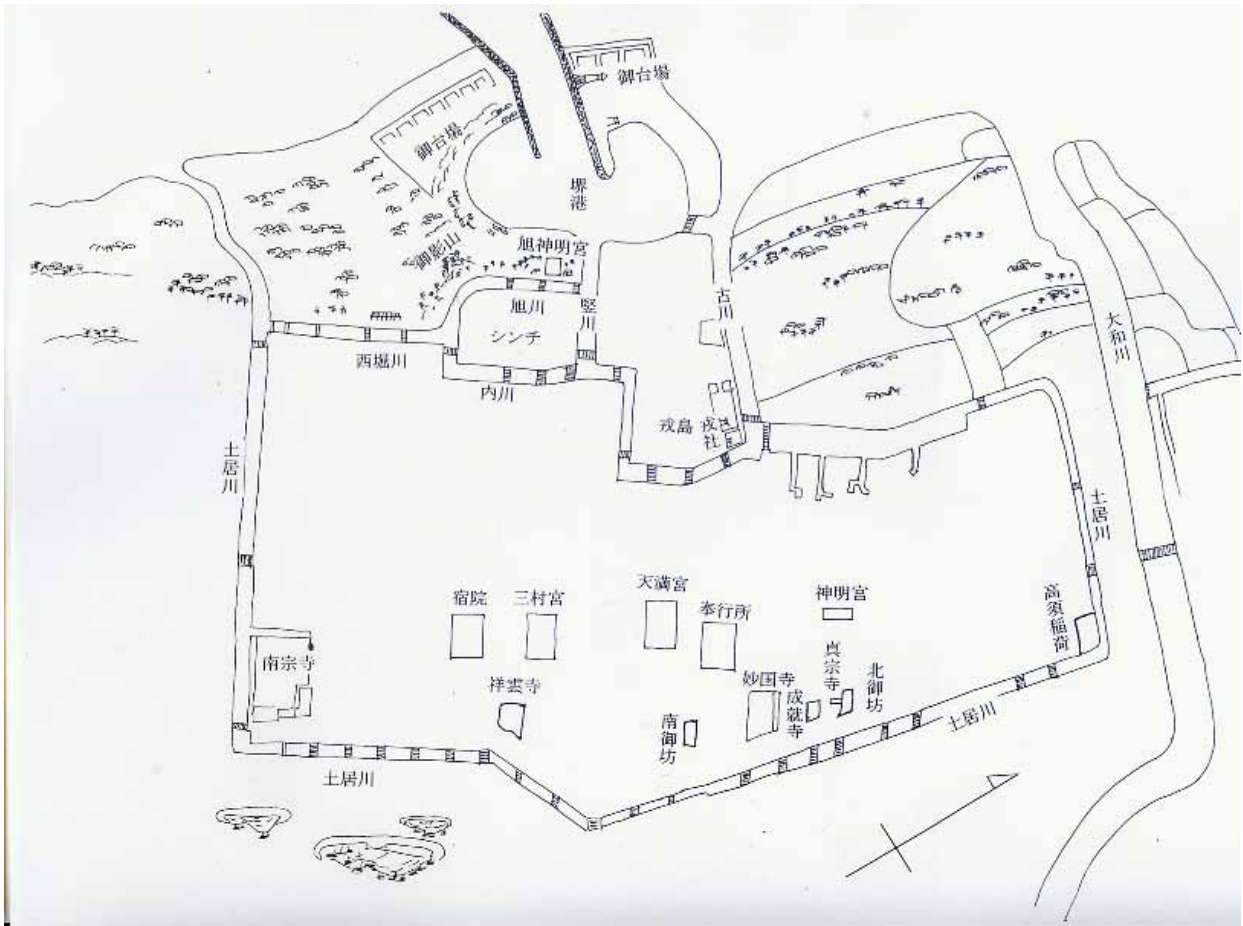 御台場
御台場
堺港
旭神明宮
御影山
旭川
竪川
古川
シンチ
大和川
西堀川
内川
戎島
戎社
土居川
土居川
天満宮
宿院
三村宮
奉行所
神明宮
高須稲荷
南宗寺
祥雲寺
妙国寺
真宗寺
成就寺
北御坊
南御坊
土居川
土居川